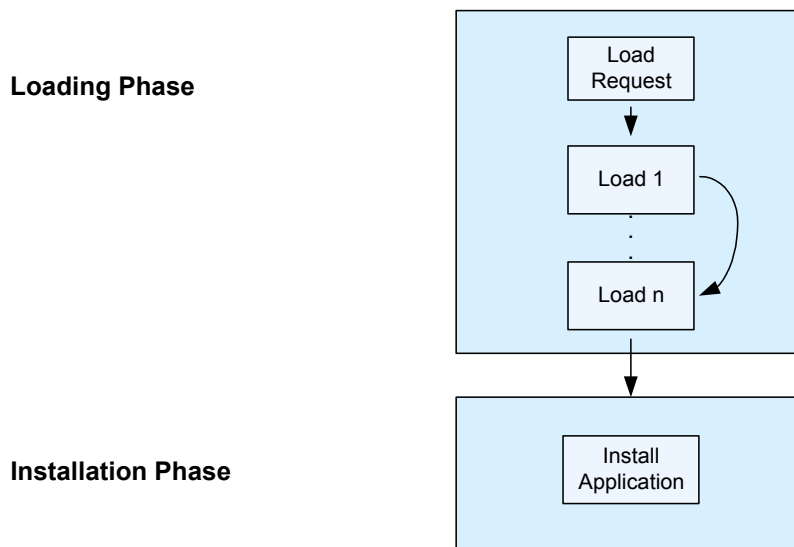 Loading Phase
Load
Request
Load 1
.
.
.
Load n
Installation Phase
Install
Application